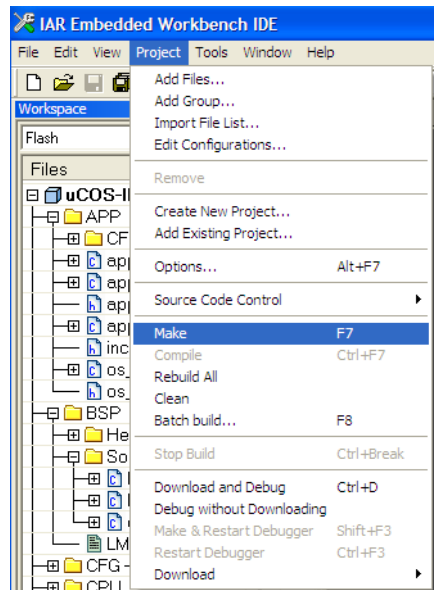 IAR Embedded Workbench IDE
File Edit View Project Tools Window Help
Workspace
Flash
Files
uCOS-II
APP
CF
app
app
app
app
inc
os_
os_
BSP
He
So
LM
CFG -
CPU
Add Files...
Add Group...
Import File List...
Edit Configurations...
Remove
Create New Project...
Add Existing Project...
Options... Alt+F7
Source Code Control
Make F7
Compile Ctrl+F7
Rebuild All
Clean
Batch build... F8
Stop Build Ctrl+Break
Download and Debug Ctrl+D
Debug without Downloading
Make & Restart Debugger Shift+F3
Restart Debugger Ctrl+F3
Download